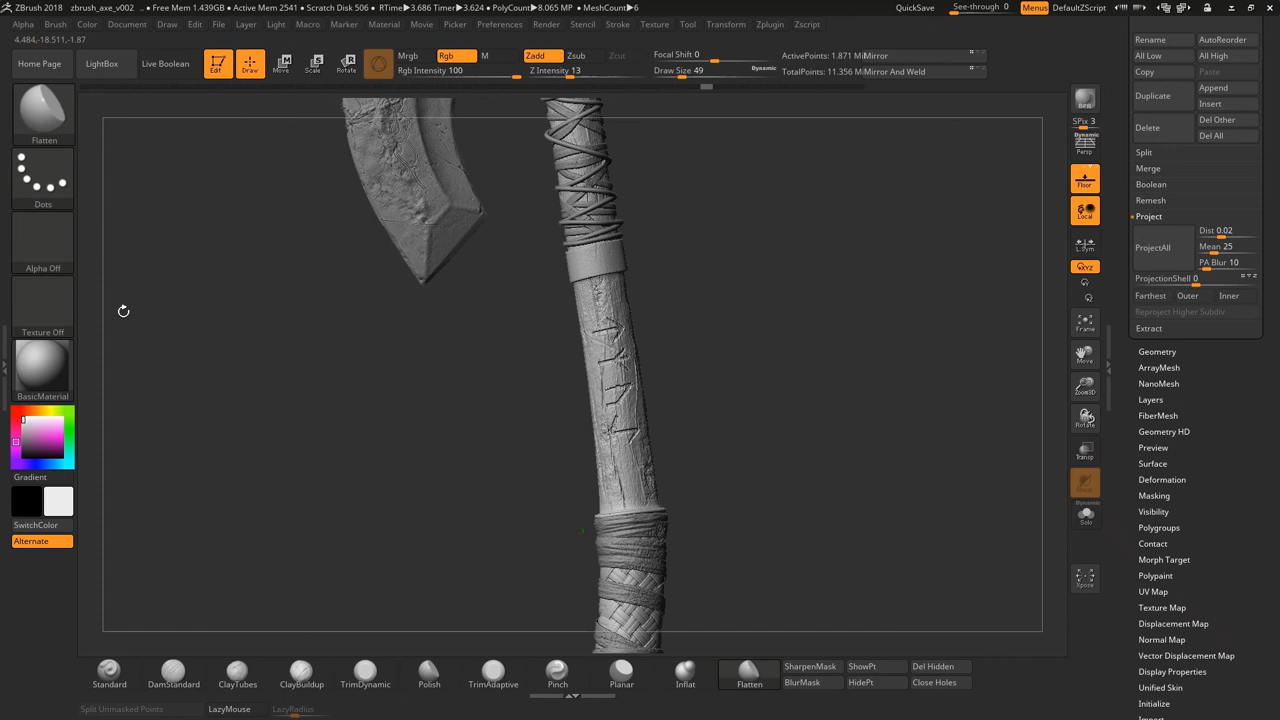 ZBrush 2018 zbrush_axe_v002 .. • Free Mem 1.439GB • Active Mem 2541 • Scratch Disk 506 • RTime►3.686 Timer►3.624 • PolyCount►8.065 MP • MeshCount►6 QuickSave See-through 0 Menus DefaultZScript
Alpha Brush Color Document Draw Edit File Layer Light Macro Marker Material Movie Picker Preferences Render Stencil Stroke Texture Tool Transform Zplugin Zscript
4.484,-18.511,-1.87
Home Page LightBox Live Boolean Edit Draw Move Scale Rotate Mrgb Rgb M Zadd Zsub Zcut Focal Shift 0 ActivePoints: 1.871 Mil Mirror
Rgb Intensity 100 Z Intensity 13 Draw Size 49 Dynamic TotalPoints: 11.356 Mil Mirror And Weld
Flatten
Dots
Alpha Off
Texture Off
BasicMaterial
Gradient
SwitchColor
Alternate
BPR
SPix 3
Dynamic
Persp
Floor
Local
L.Sym
XYZ
Frame
Move
Zoom3D
Rotate
Transp
Dynamic
Solo
Xpose
Rename AutoReorder
All Low All High
Copy Paste
Duplicate Append
Insert
Delete Del Other
Del All
Split
Merge
Boolean
Remesh
Project
ProjectAll Dist 0.02
Mean 25
PA Blur 10
ProjectionShell 0
Farthest Outer Inner
Reproject Higher Subdiv
Extract
Geometry
ArrayMesh
NanoMesh
Layers
FiberMesh
Geometry HD
Preview
Surface
Deformation
Masking
Visibility
Polygroups
Contact
Morph Target
Polypaint
UV Map
Texture Map
Displacement Map
Normal Map
Vector Displacement Map
Display Properties
Unified Skin
Initialize
Import
Standard DamStandard ClayTubes ClayBuildup TrimDynamic Polish TrimAdaptive Pinch Planar Inflat Flatten SharpenMask ShowPt Del Hidden
BlurMask HidePt Close Holes
Split Unmasked Points LazyMouse LazyRadius